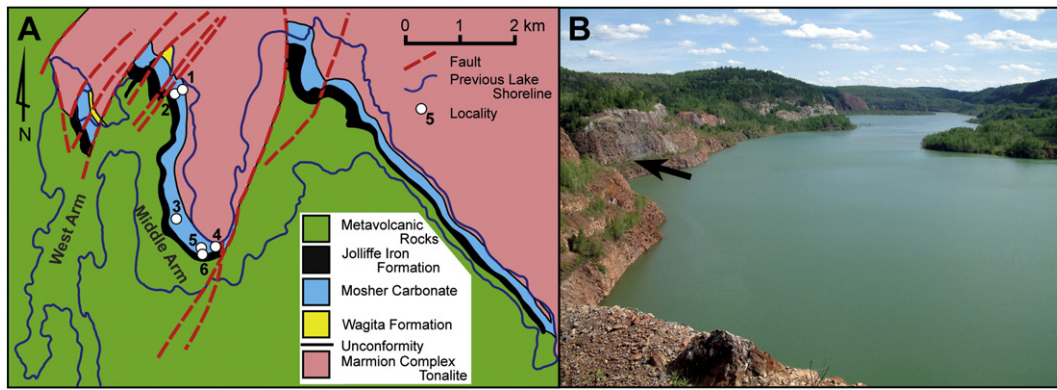 A
N
0 1 2 km
Fault
Previous Lake
Shoreline
5 Locality
1
2
3
4
5
6
West Arm
Middle Arm
Metavolcanic
Rocks
Jolliffe Iron
Formation
Mosher Carbonate
Wagita Formation
Unconformity
Marmion Complex
Tonalite
B